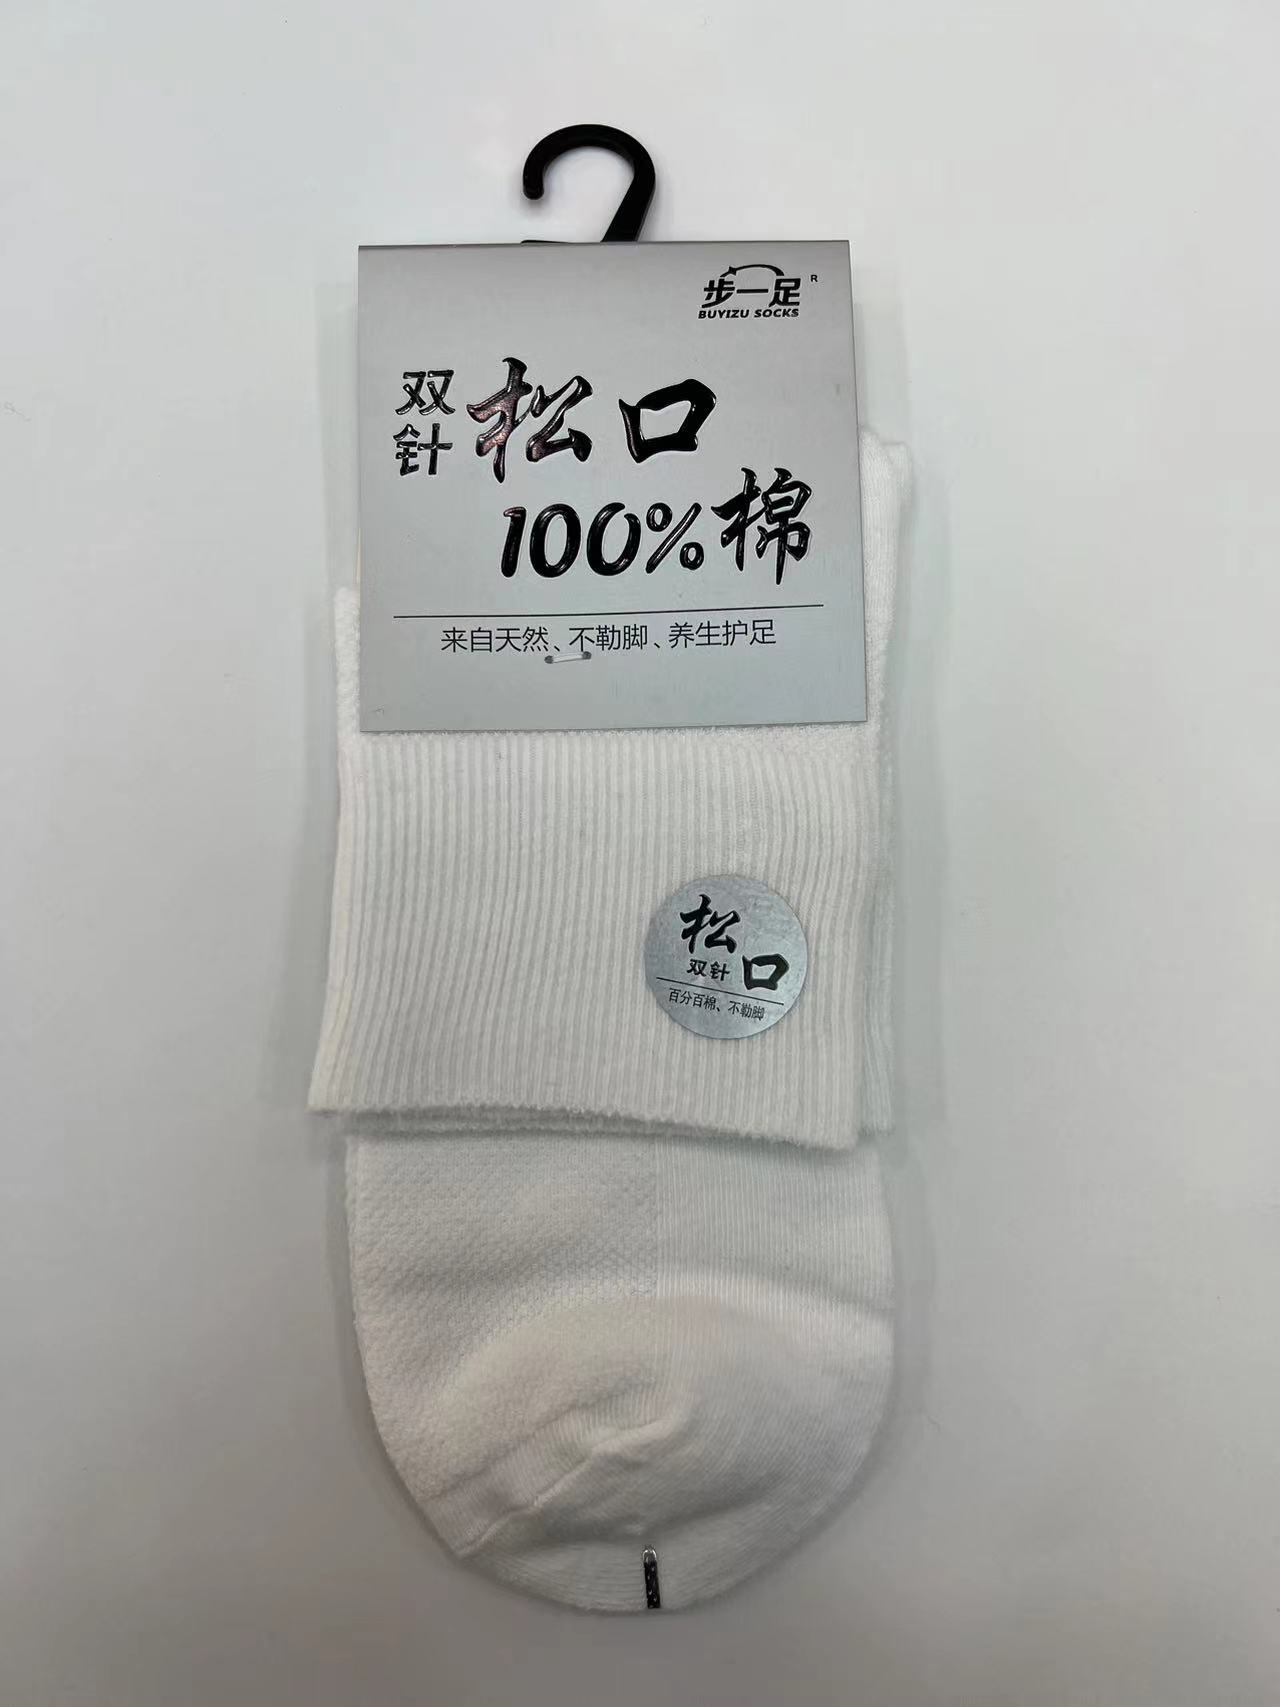 步一足®
BUYIZU SOCKS
双针 松口
100%棉
来自天然、不勒脚、养生护足
松口
双针
百分百棉、不勒脚